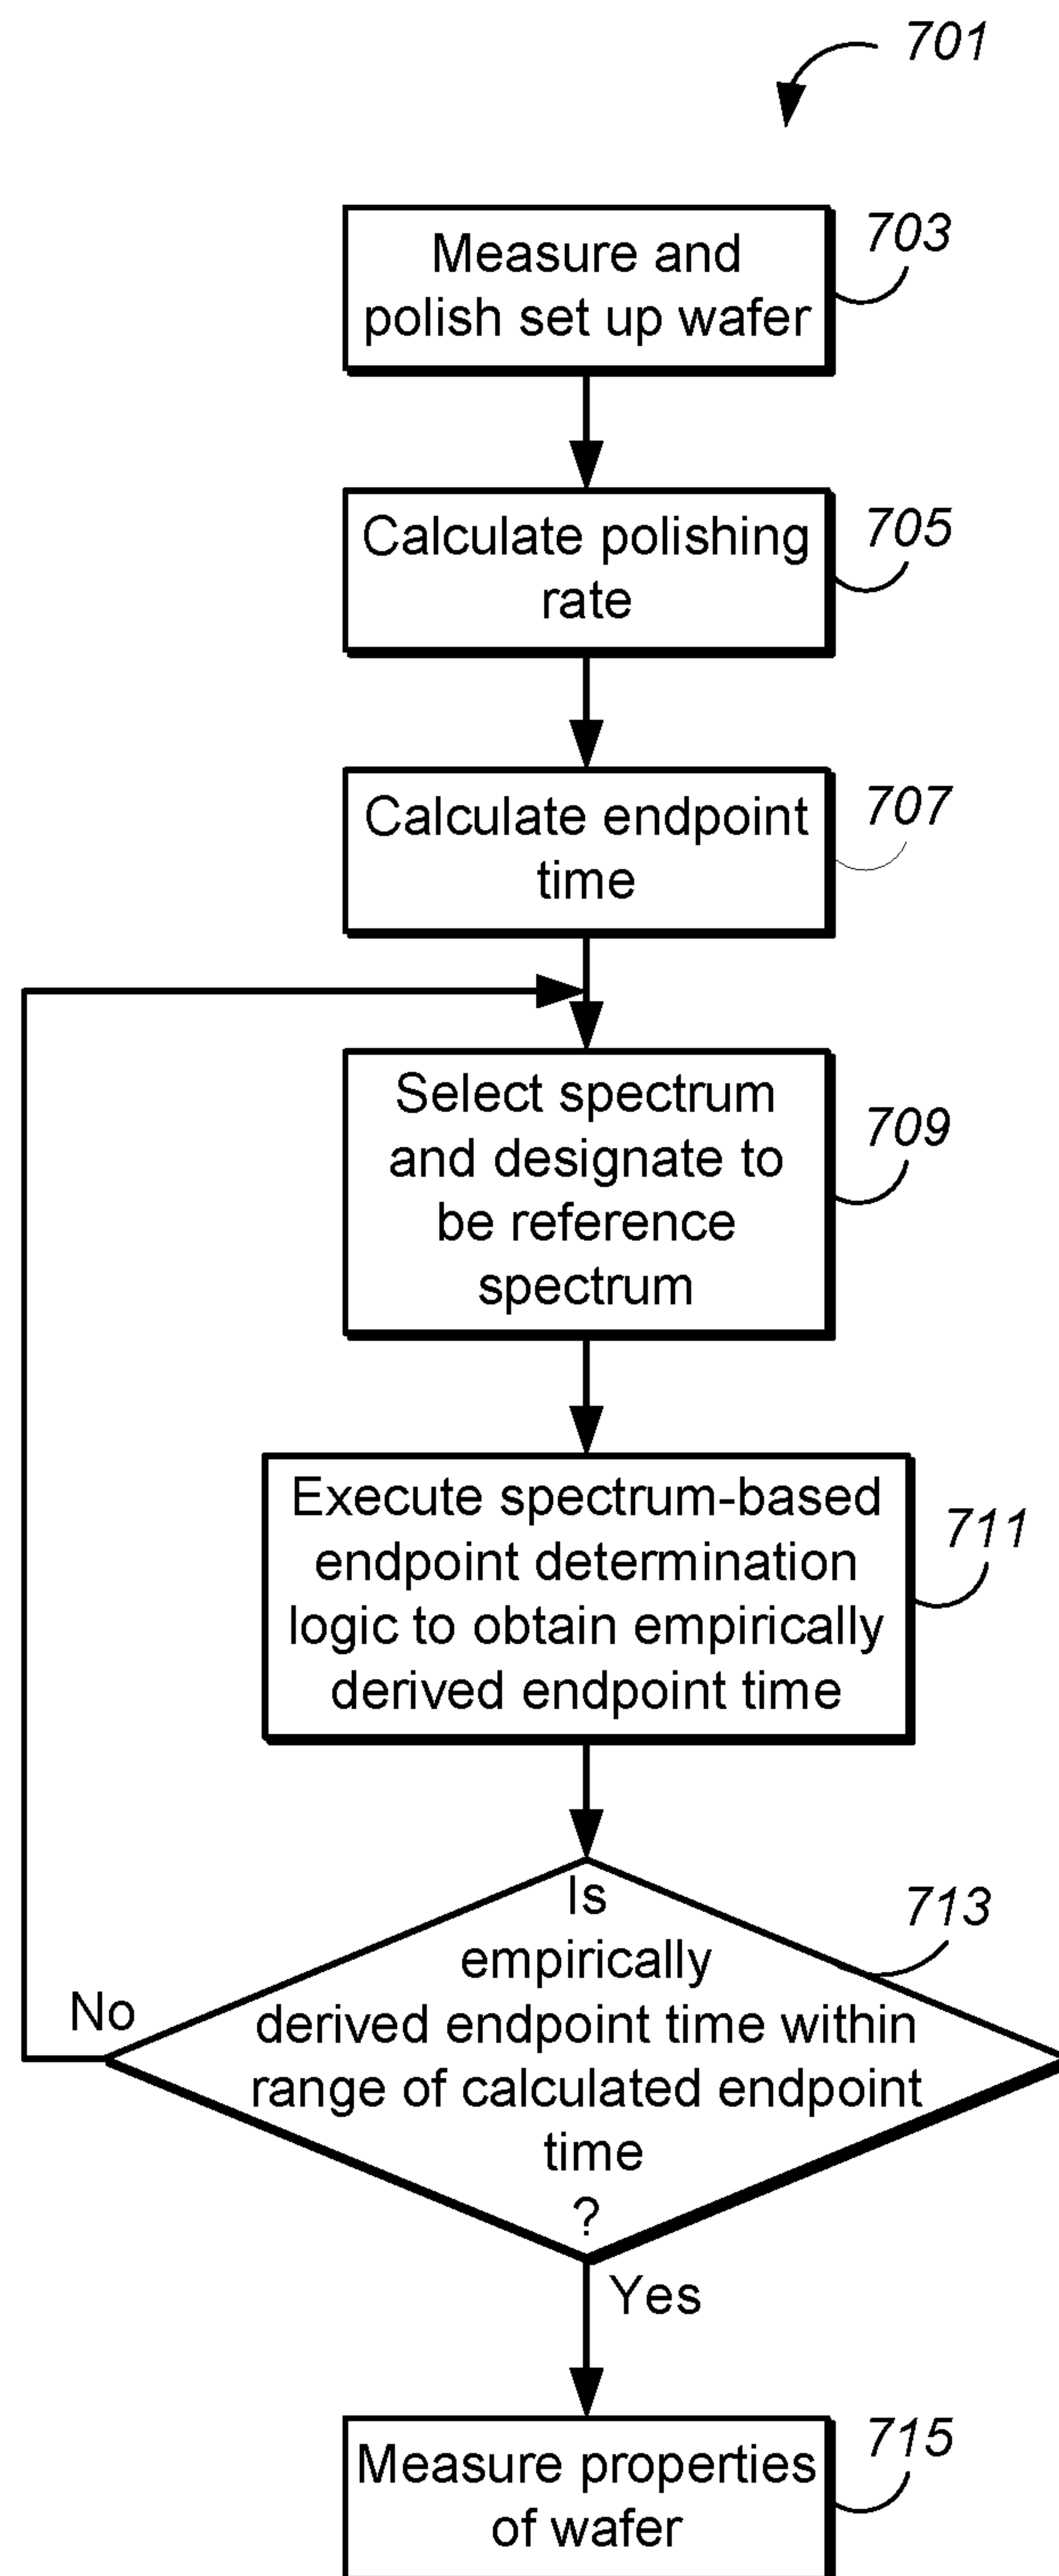 701
Measure and
polish set up wafer
703
Calculate polishing
rate
705
Calculate endpoint
time
707
Select spectrum
and designate to
be reference
spectrum
709
Execute spectrum-based
endpoint determination
logic to obtain empirically
derived endpoint time
711
Is
empirically
derived endpoint time within
range of calculated endpoint
time
?
713
No
Yes
Measure properties
of wafer
715